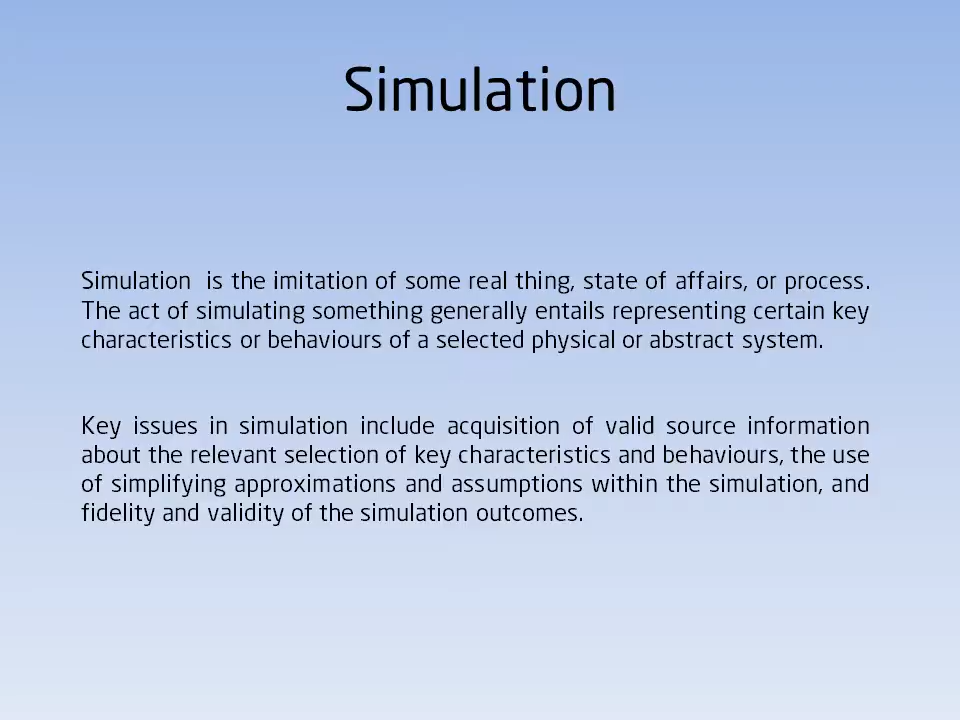 Simulation
Simulation  is the imitation of some real thing, state of affairs, or process.
The act of simulating something generally entails representing certain key
characteristics or behaviours of a selected physical or abstract system.
Key issues in simulation include acquisition of valid source information
about the relevant selection of key characteristics and behaviours, the use
of simplifying approximations and assumptions within the simulation, and
fidelity and validity of the simulation outcomes.